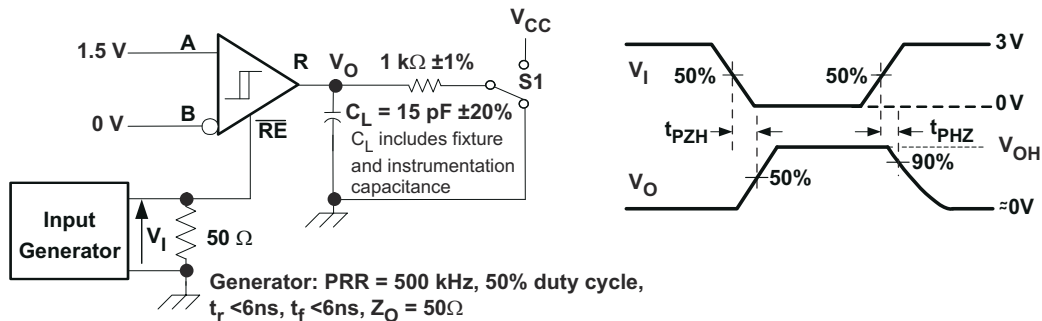 V_CC
1.5 V
A
R
V_O
1 kΩ ±1%
S1
0 V
B
R̅E̅
C_L = 15 pF ±20%
C_L includes fixture
and instrumentation
capacitance
Input
Generator
V_I
50 Ω
Generator: PRR = 500 kHz, 50% duty cycle,
t_r <6ns, t_f <6ns, Z_O = 50Ω
V_I
50%
50%
3 V
0 V
t_PZH
t_PHZ
V_OH
90%
V_O
50%
≈0V